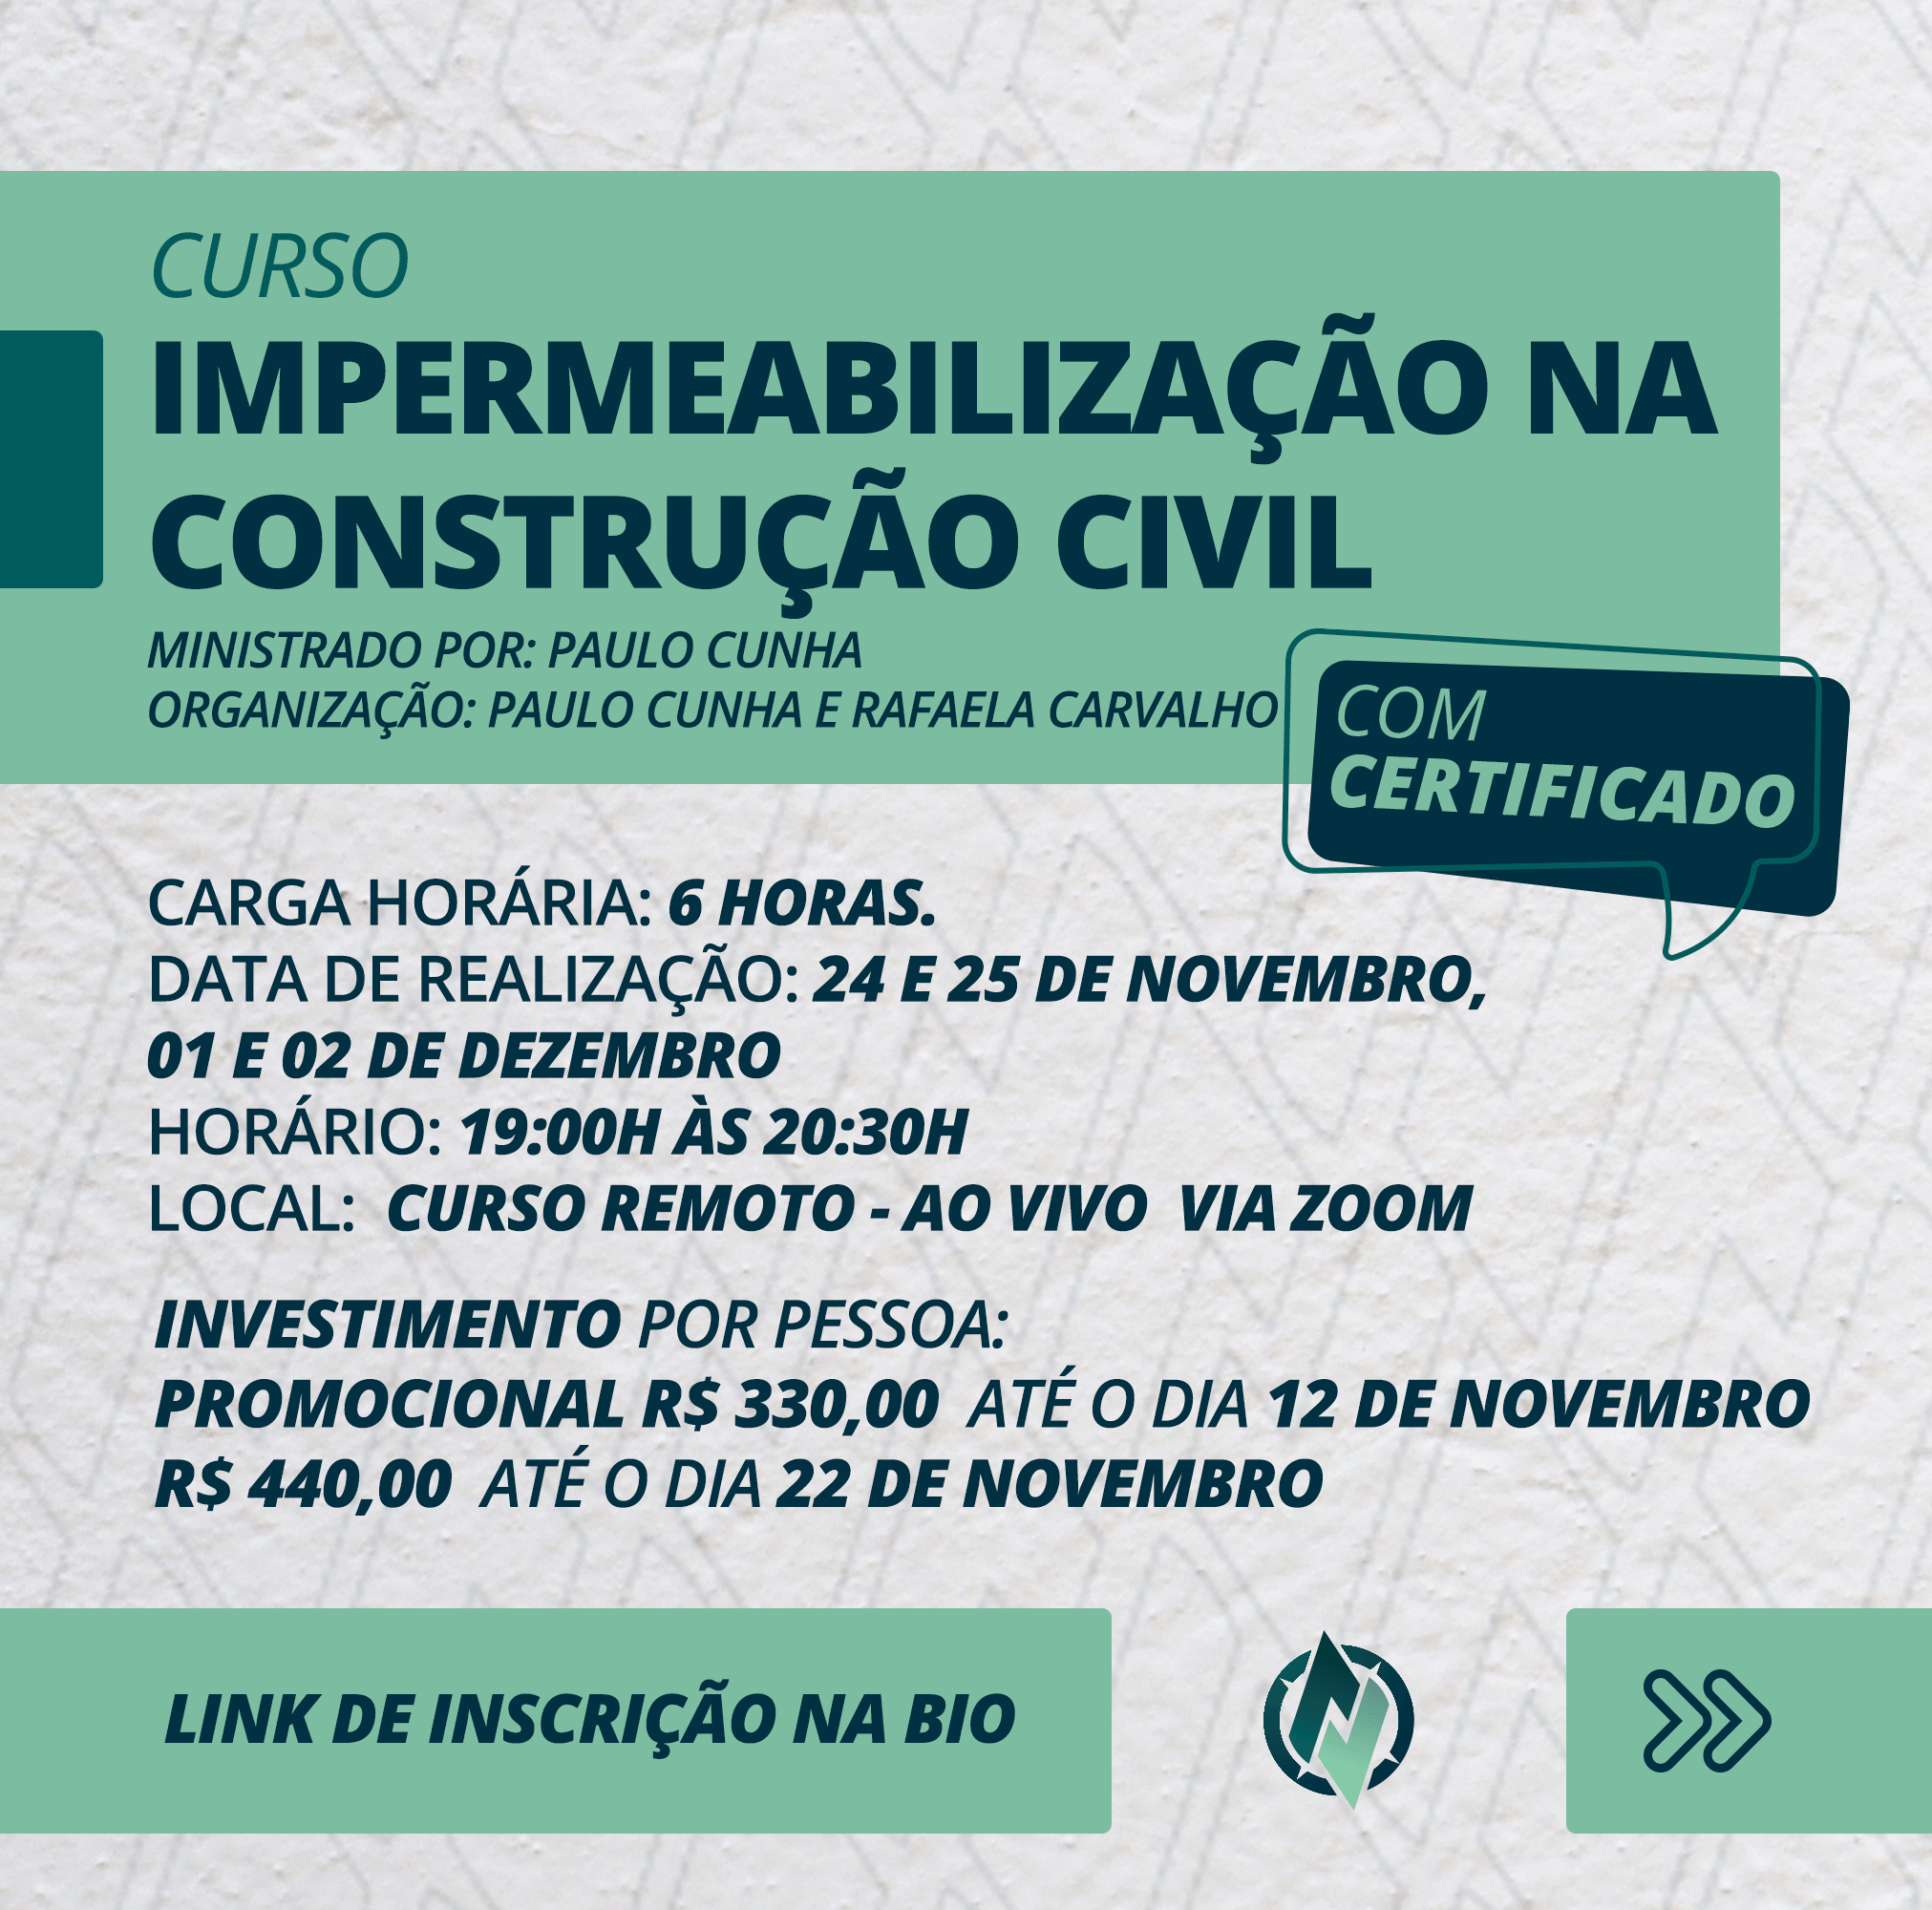 CURSO
IMPERMEABILIZAÇÃO NA
CONSTRUÇÃO CIVIL
MINISTRADO POR: PAULO CUNHA
ORGANIZAÇÃO: PAULO CUNHA E RAFAELA CARVALHO
COM
CERTIFICADO
CARGA HORÁRIA: 6 HORAS.
DATA DE REALIZAÇÃO: 24 E 25 DE NOVEMBRO,
01 E 02 DE DEZEMBRO
HORÁRIO: 19:00H ÀS 20:30H
LOCAL: CURSO REMOTO - AO VIVO VIA ZOOM
INVESTIMENTO POR PESSOA:
PROMOCIONAL R$ 330,00 ATÉ O DIA 12 DE NOVEMBRO
R$ 440,00 ATÉ O DIA 22 DE NOVEMBRO
LINK DE INSCRIÇÃO NA BIO